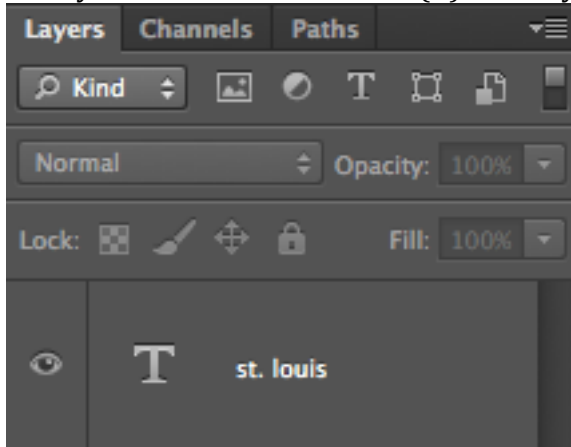 Layers Channels Paths
Kind T
Normal Opacity: 100%
Lock: Fill: 100%
T st. louis